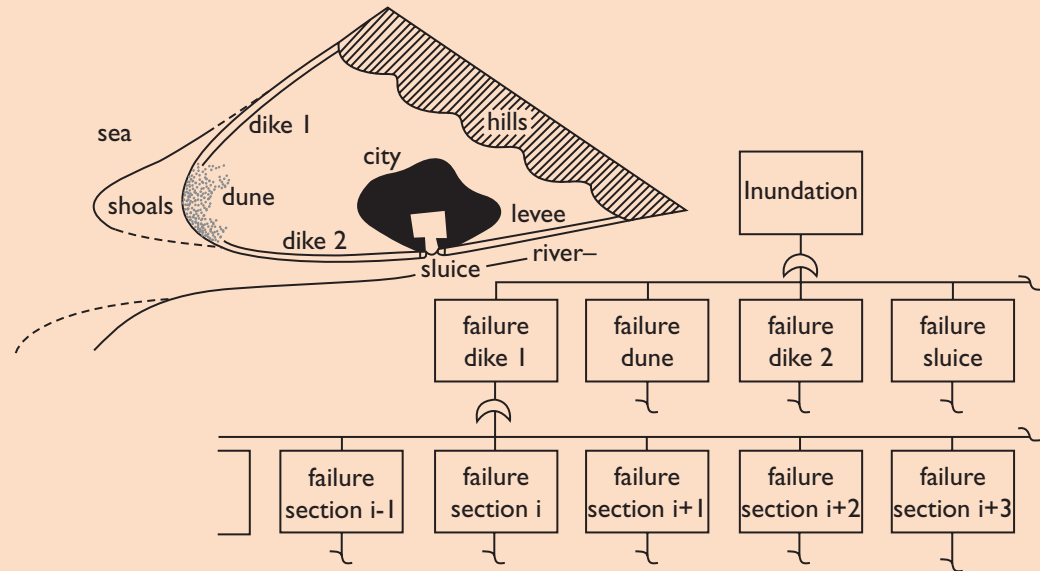 sea
dike 1
hills
city
shoals
dune
levee
dike 2
river–
sluice
Inundation
failure
dike 1
failure
dune
failure
dike 2
failure
sluice
failure
section i-1
failure
section i
failure
section i+1
failure
section i+2
failure
section i+3